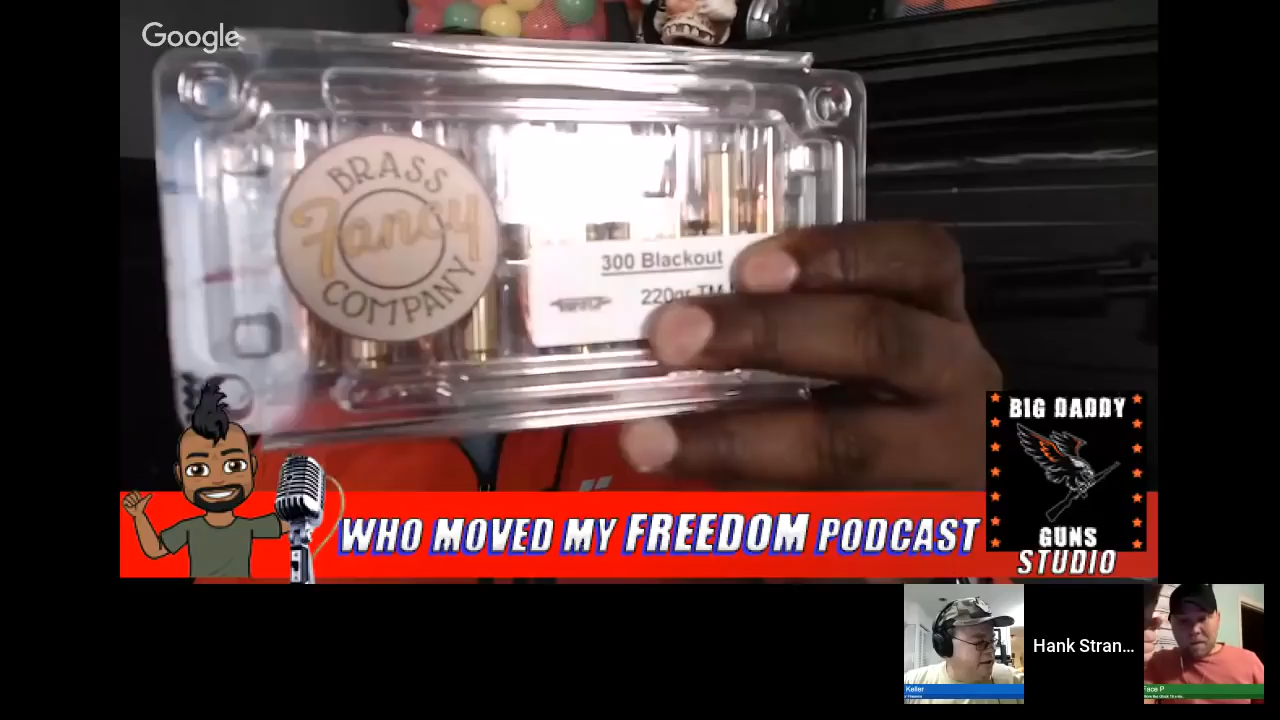 Google
BRASS
Fancy
COMPANY
300 Blackout
220gr TM
BIG DADDY
GUNS
STUDIO
WHO MOVED MY FREEDOM PODCAST
Hank Stran...
Keller
Face P